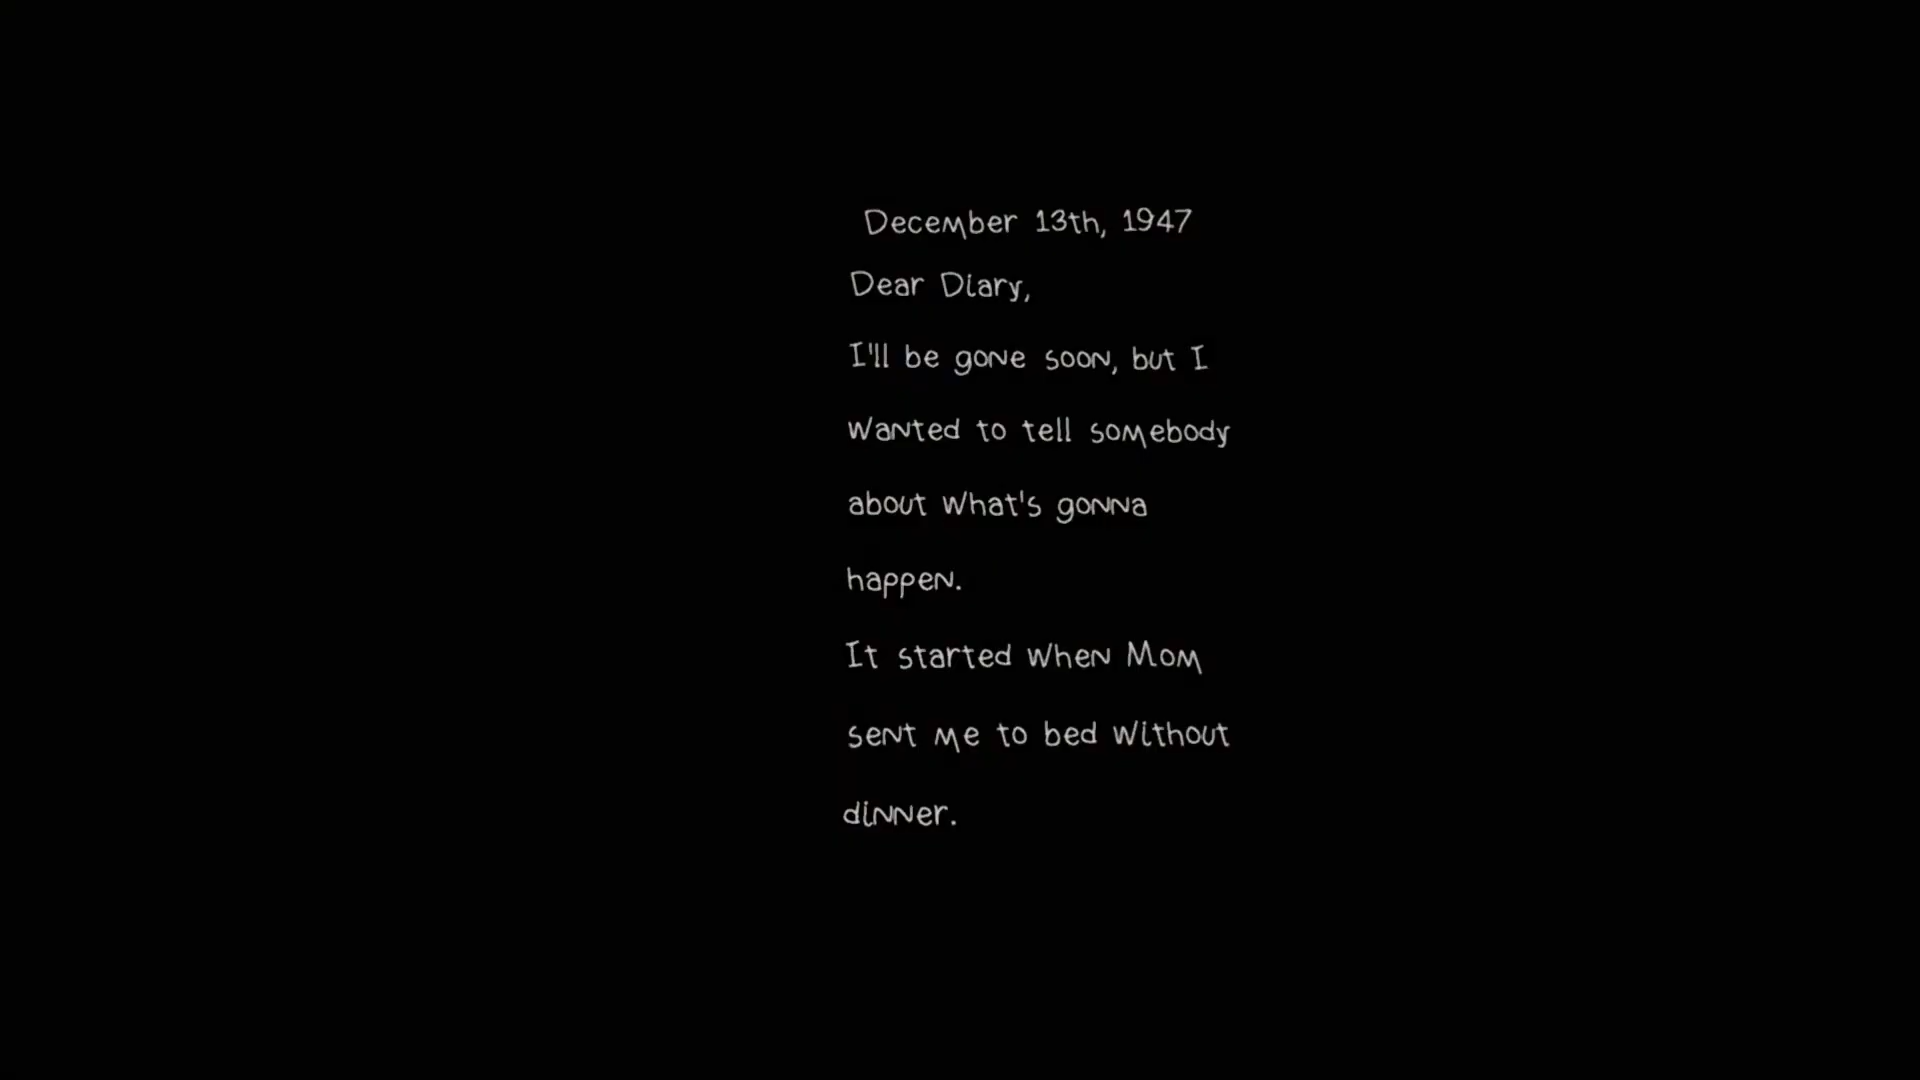 December 13th, 1947
Dear Diary,
I'll be gone soon, but I
wanted to tell somebody
about what's gonna
happen.
It started when Mom
sent me to bed without
dinner.